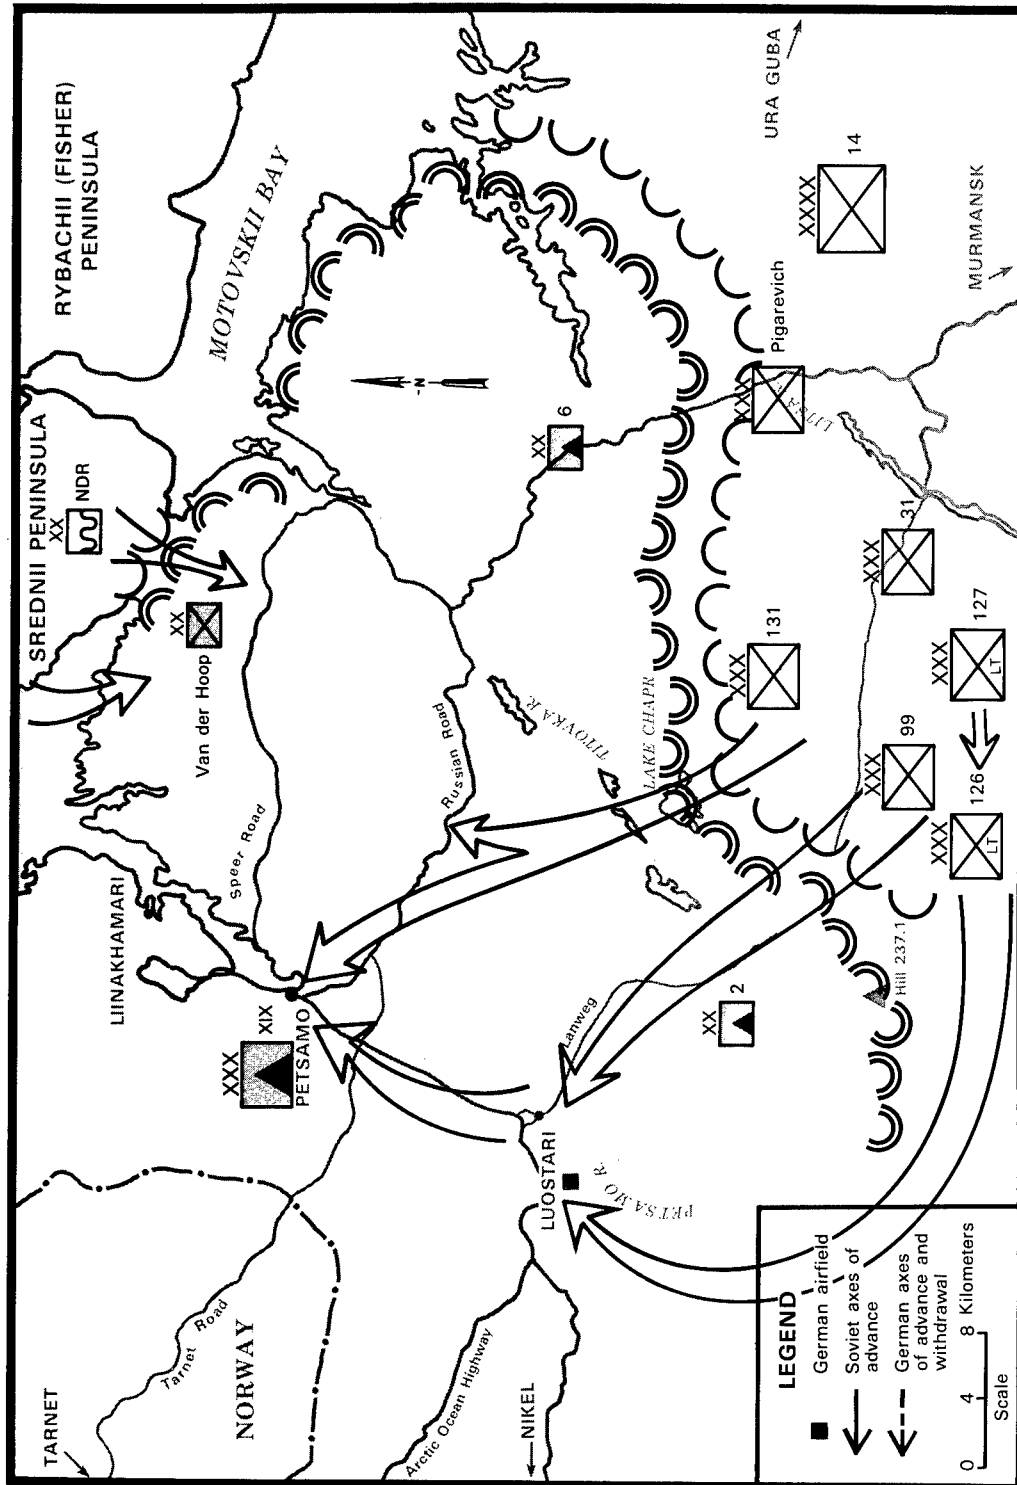 TARNET
Tarnet Road
NORWAY
Arctic Ocean Highway
NIKEL
LIINAKHAMARI
XXX
XIX
PETSAMO
Speer Road
SREDNII PENINSULA
XX
NDR
XX
Van der Hoop
RYBACHII (FISHER)
PENINSULA
MOTOVSKII BAY
-N-
Russian Road
XX
6
TITOVKA R.
LAKE CHAPR
LUOSTARI
PETSAMO R.
Lanweg
XX
2
Hill 237.1
XXX
131
XXX
Pigarevich
LITSA
URA GUBA
XXXX
14
MURMANSK
XXX
31
XXX
99
XXX
127
LT
XXX
126
LT
LEGEND
German airfield
Soviet axes of
advance
German axes
of advance and
withdrawal
0 4 8 Kilometers
Scale